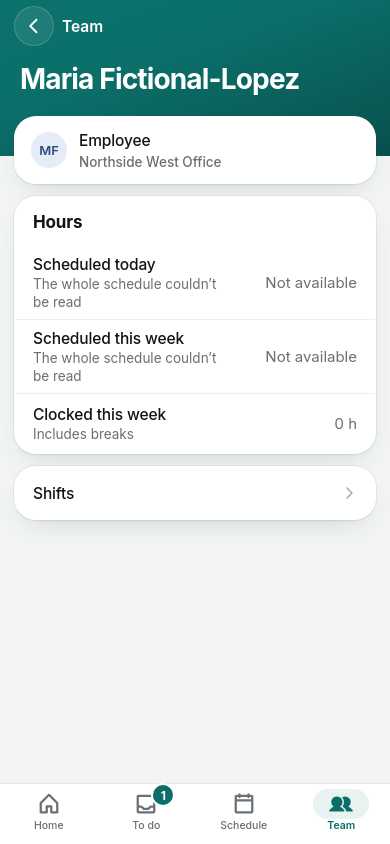 Team
Maria Fictional-Lopez
MF
Employee
Northside West Office
Hours
Scheduled today
The whole schedule couldn’t
be read
Not available
Scheduled this week
The whole schedule couldn’t
be read
Not available
Clocked this week
Includes breaks
0 h
Shifts
1
Home
To do
Schedule
Team